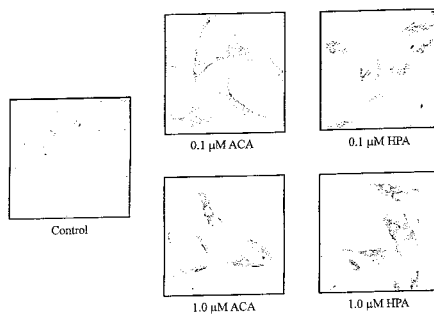 0.1 μM ACA
0.1 μM HPA
Control
1.0 μM ACA
1.0 μM HPA